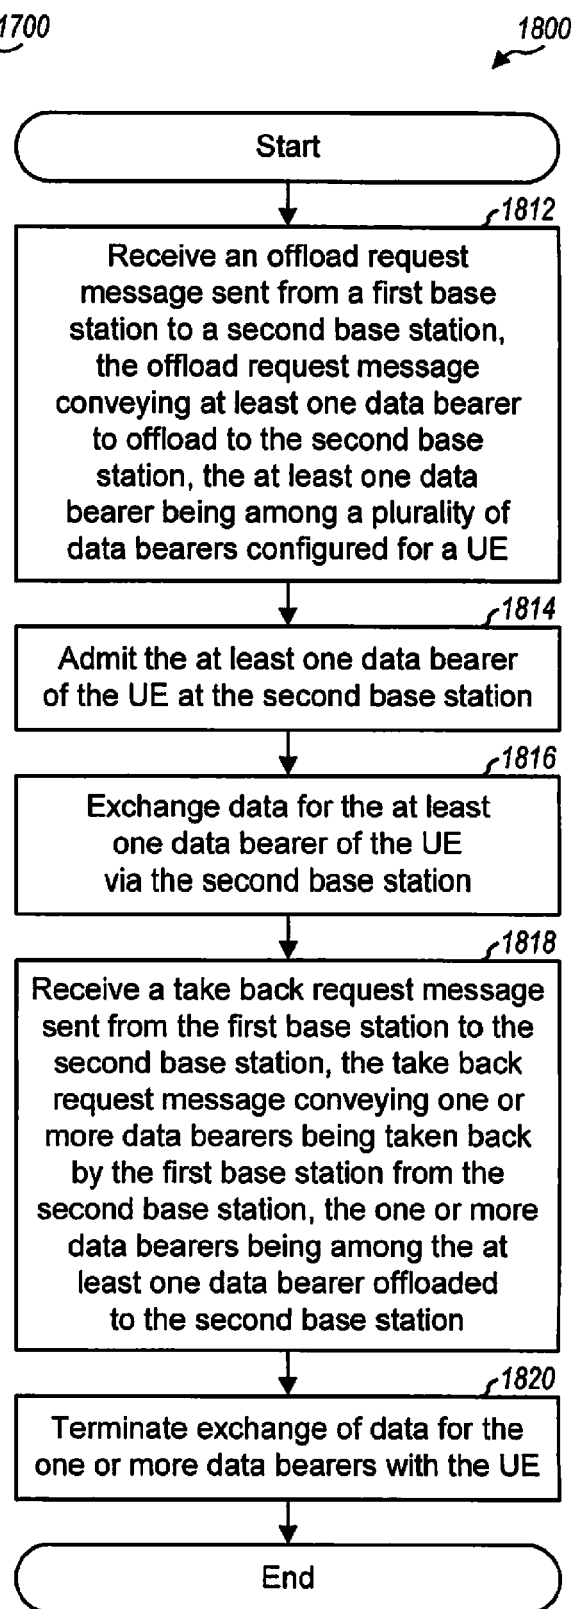 1700
1800
Start
1812
Receive an offload request
message sent from a first base
station to a second base station,
the offload request message
conveying at least one data bearer
to offload to the second base
station, the at least one data
bearer being among a plurality of
data bearers configured for a UE
1814
Admit the at least one data bearer
of the UE at the second base station
1816
Exchange data for the at least
one data bearer of the UE
via the second base station
1818
Receive a take back request message
sent from the first base station to the
second base station, the take back
request message conveying one or
more data bearers being taken back
by the first base station from the
second base station, the one or more
data bearers being among the at
least one data bearer offloaded
to the second base station
1820
Terminate exchange of data for the
one or more data bearers with the UE
End